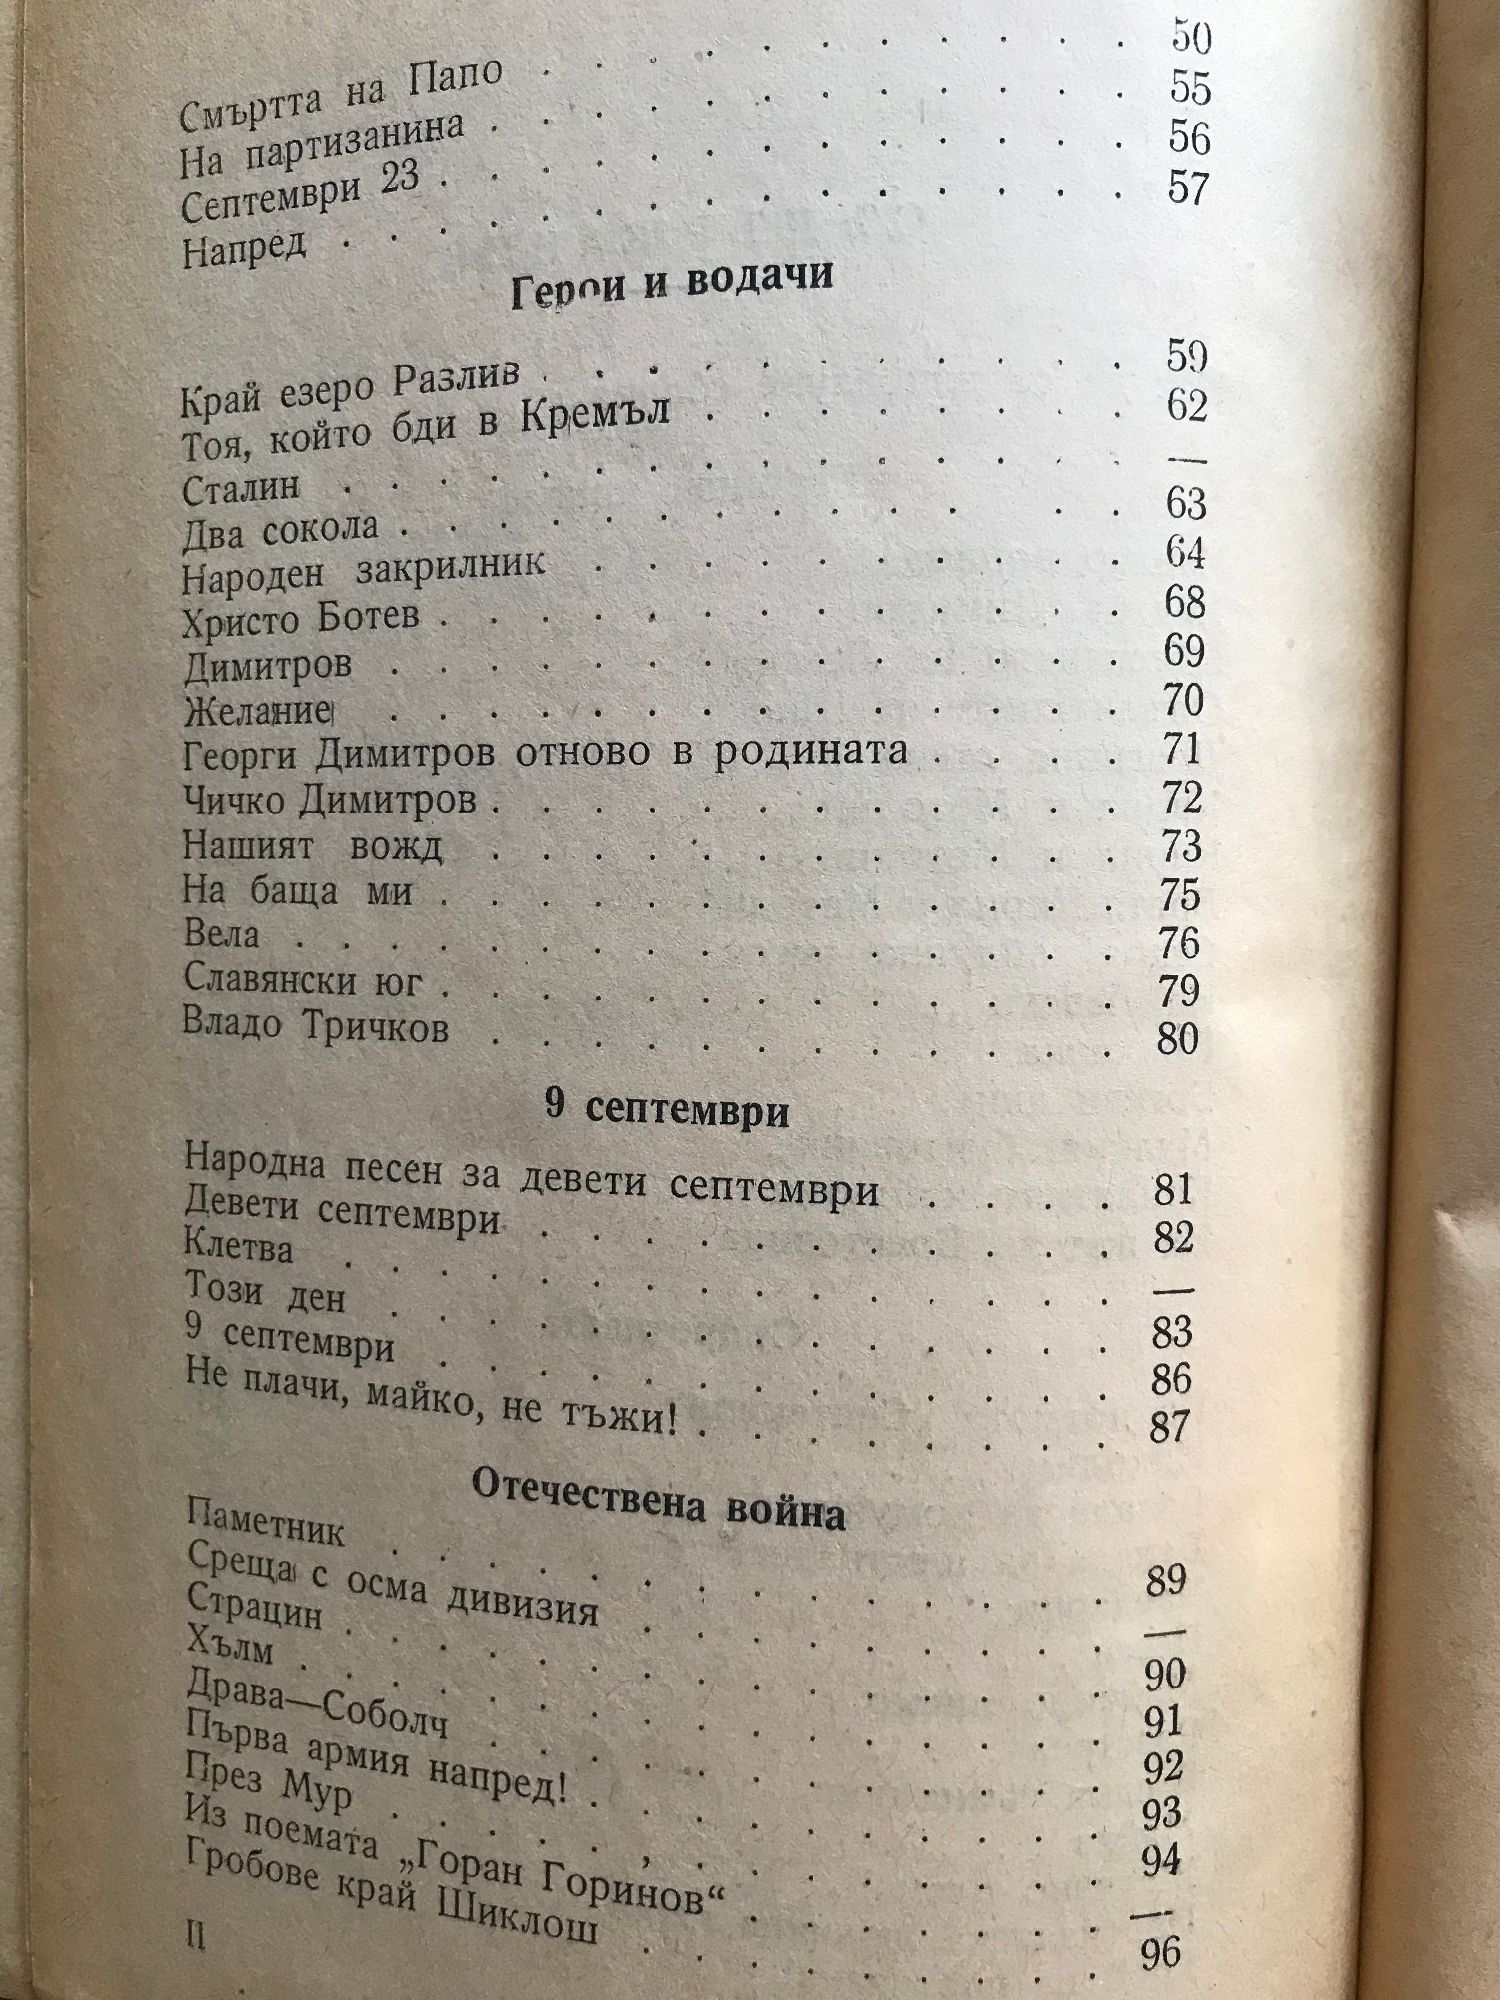 Смъртта на Папо . . . . . . . . . 50
На партизанина . . . . . . . . . . 55
Септември 23 . . . . . . . . . . . 56
Напред . . . . . . . . . . . . . 57
Герои и водачи
Край езеро Разлив . . . . . . . . . 59
Тоя, който бди в Кремъл . . . . . . . . 62
Сталин . . . . . . . . . . . . . —
Два сокола . . . . . . . . . . . . 63
Народен закрилник . . . . . . . . . . 64
Христо Ботев . . . . . . . . . . . . 68
Димитров . . . . . . . . . . . . . 69
Желание . . . . . . . . . . . . . 70
Георги Димитров отново в родината . . . . 71
Чичко Димитров . . . . . . . . . . . 72
Нашият вожд . . . . . . . . . . . 73
На баща ми . . . . . . . . . . . . 75
Вела . . . . . . . . . . . . . . 76
Славянски юг . . . . . . . . . . . . 79
Владо Тричков . . . . . . . . . . . 80
9 септември
Народна песен за девети септември . . . . 81
Девети септември . . . . . . . . . . 82
Клетва . . . . . . . . . . . . . —
Този ден . . . . . . . . . . . . . 83
9 септември . . . . . . . . . . . . 86
Не плачи, майко, не тъжи! . . . . . . . 87
Отечествена война
Паметник . . . . . . . . . . . . . 89
Среща с осма дивизия . . . . . . . . —
Страцин . . . . . . . . . . . . . 90
Хълм . . . . . . . . . . . . . . 91
Драва—Соболч . . . . . . . . . . . 92
Първа армия напред! . . . . . . . . . 93
През Мур . . . . . . . . . . . . . 94
Из поемата „Горан Горинов“ . . . . . . —
Гробове край Шиклош . . . . . . . . 96
II